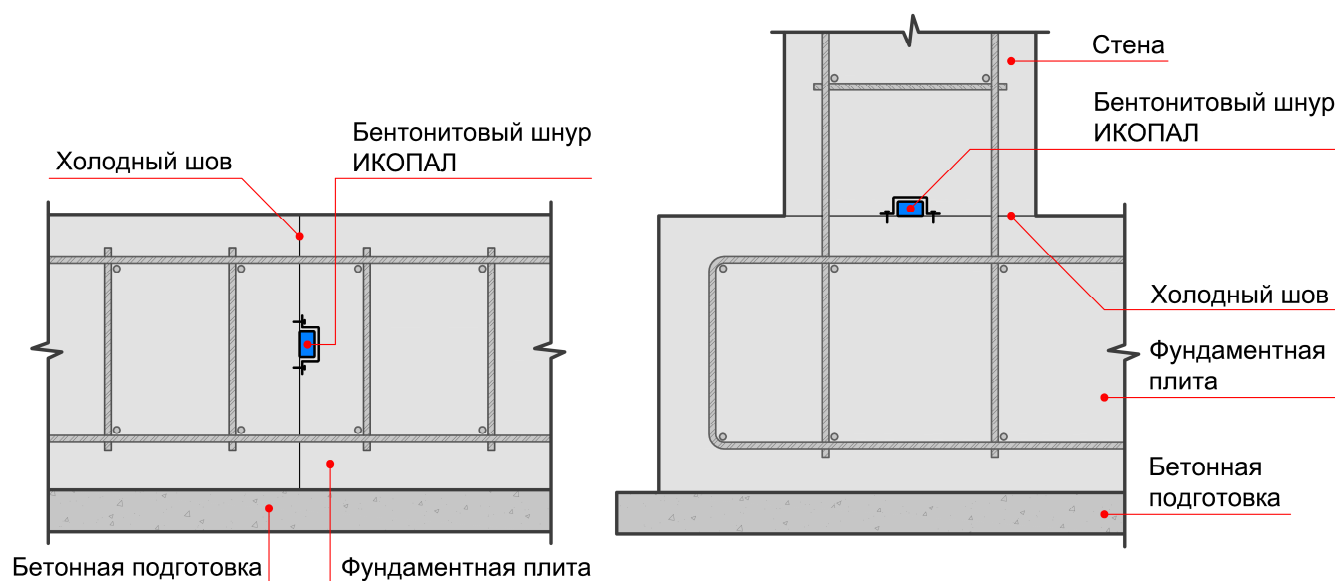 Холодный шов
Бентонитовый шнур
ИКОПАЛ
Бетонная подготовка
Фундаментная плита
Стена
Бентонитовый шнур
ИКОПАЛ
Холодный шов
Фундаментная
плита
Бетонная
подготовка